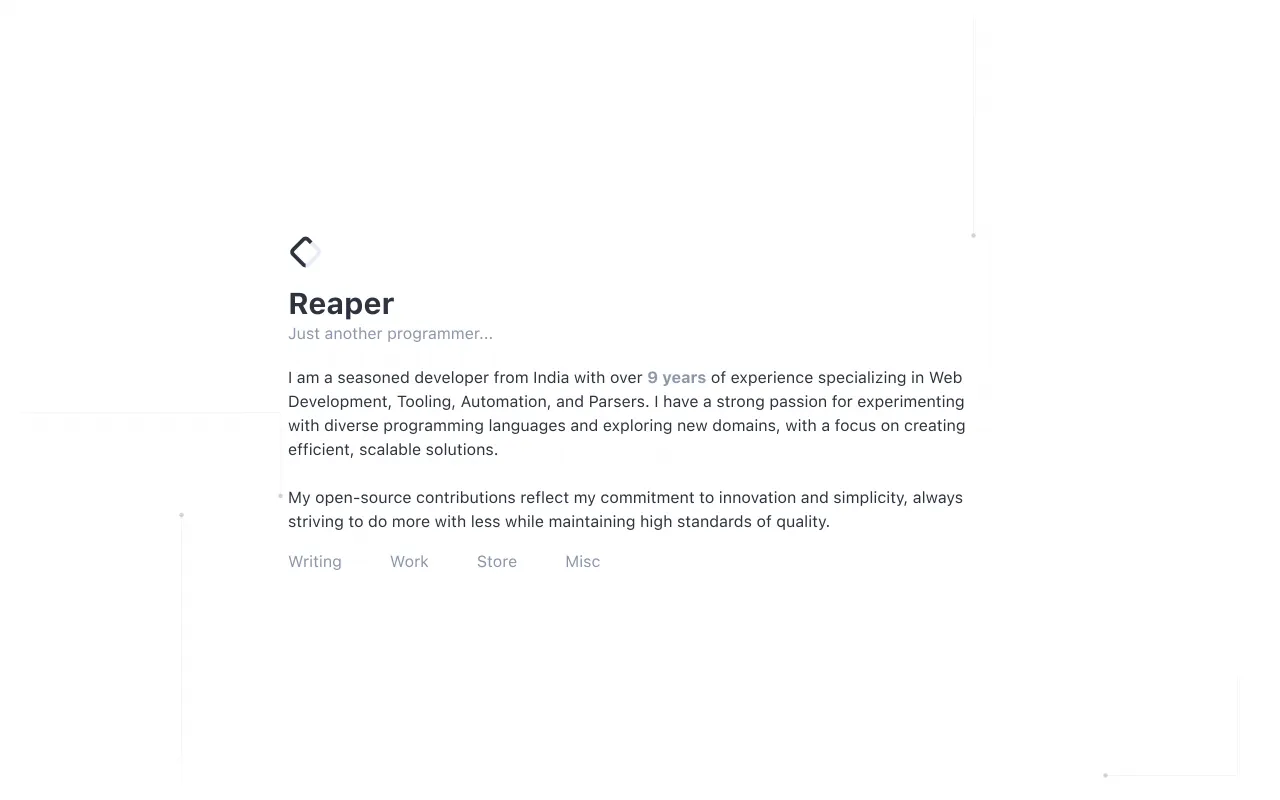 Reaper
Just another programmer...
I am a seasoned developer from India with over 9 years of experience specializing in Web
Development, Tooling, Automation, and Parsers. I have a strong passion for experimenting
with diverse programming languages and exploring new domains, with a focus on creating
efficient, scalable solutions.
My open-source contributions reflect my commitment to innovation and simplicity, always
striving to do more with less while maintaining high standards of quality.
Writing Work Store Misc